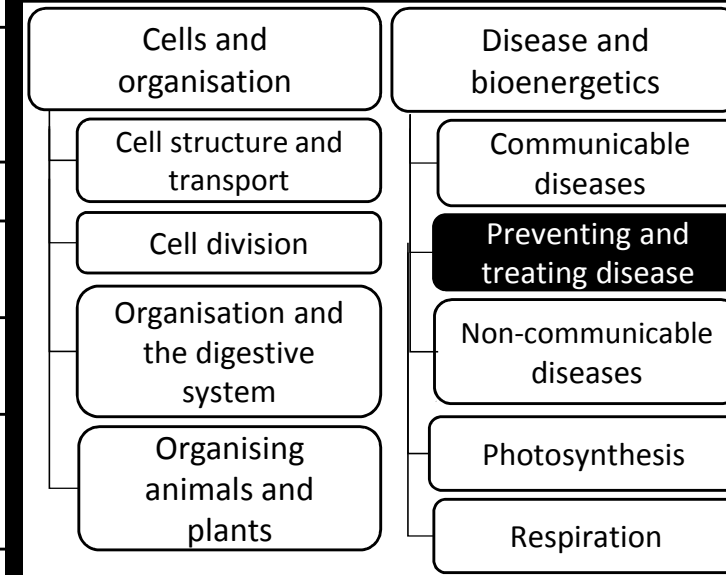 Cells and
organisation
Cell structure and
transport
Cell division
Organisation and
the digestive
system
Organising
animals and
plants
Disease and
bioenergetics
Communicable
diseases
Preventing and
treating disease
Non-communicable
diseases
Photosynthesis
Respiration